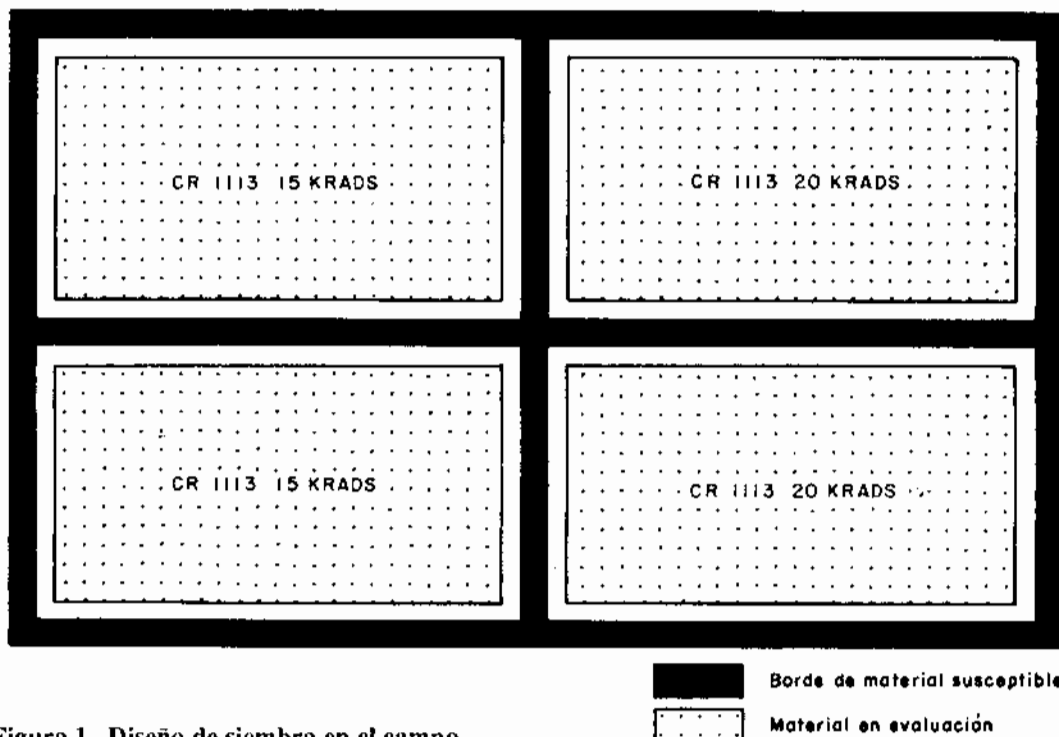 CR 1113 15 KRADS
CR 1113 20 KRADS
CR 1113 15 KRADS
CR 1113 20 KRADS
Borde de material susceptible
Material en evaluación
Figura 1. Diseño de siembra en el campo